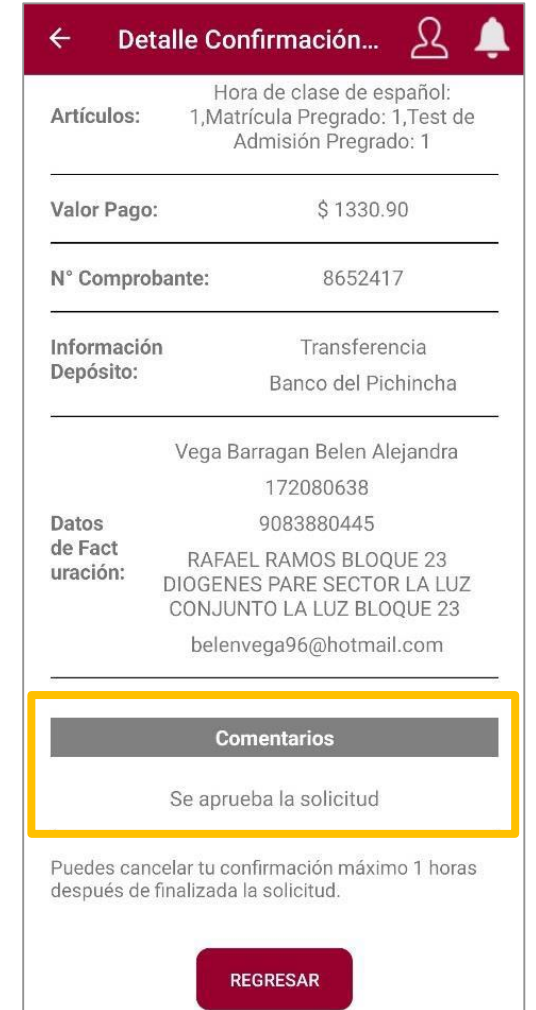 Detalle Confirmación...
Hora de clase de español:
Artículos: 1,Matrícula Pregrado: 1,Test de
Admisión Pregrado: 1
Valor Pago: $ 1330.90
N° Comprobante: 8652417
Información Transferencia
Depósito: Banco del Pichincha
Vega Barragan Belen Alejandra
172080638
Datos 9083880445
de Fact RAFAEL RAMOS BLOQUE 23
uración: DIOGENES PARE SECTOR LA LUZ
CONJUNTO LA LUZ BLOQUE 23
belenvega96@hotmail.com
Comentarios
Se aprueba la solicitud
Puedes cancelar tu confirmación máximo 1 horas
después de finalizada la solicitud.
REGRESAR